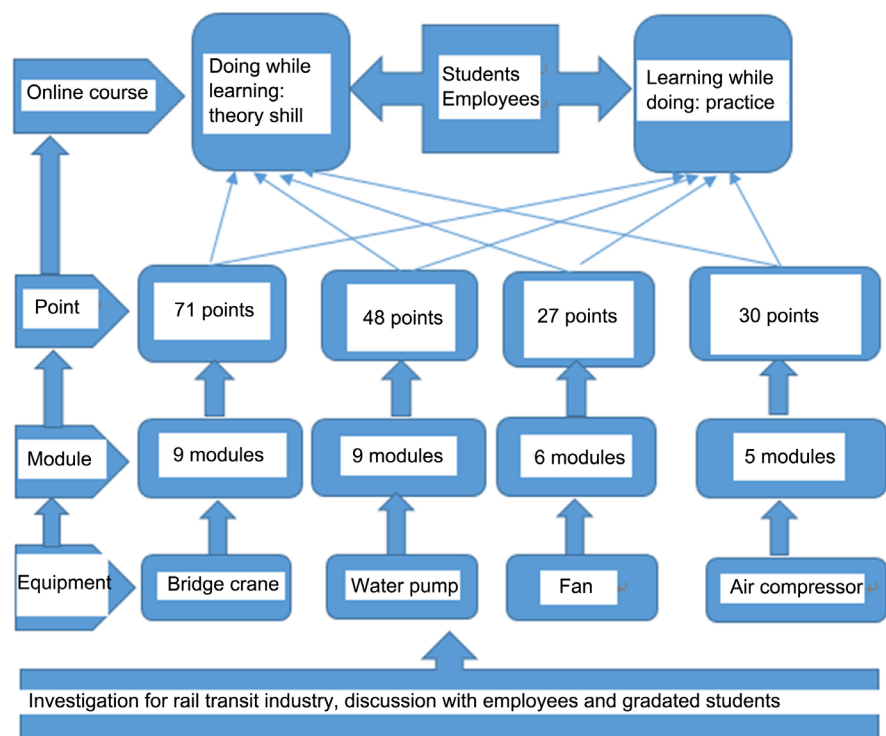 Online course
Doing while
learning:
theory shill
Students
Employees
Learning while
doing: practice
Point
71 points
48 points
27 points
30 points
Module
9 modules
9 modules
6 modules
5 modules
Equipment
Bridge crane
Water pump
Fan
Air compressor
Investigation for rail transit industry, discussion with employees and gradated students